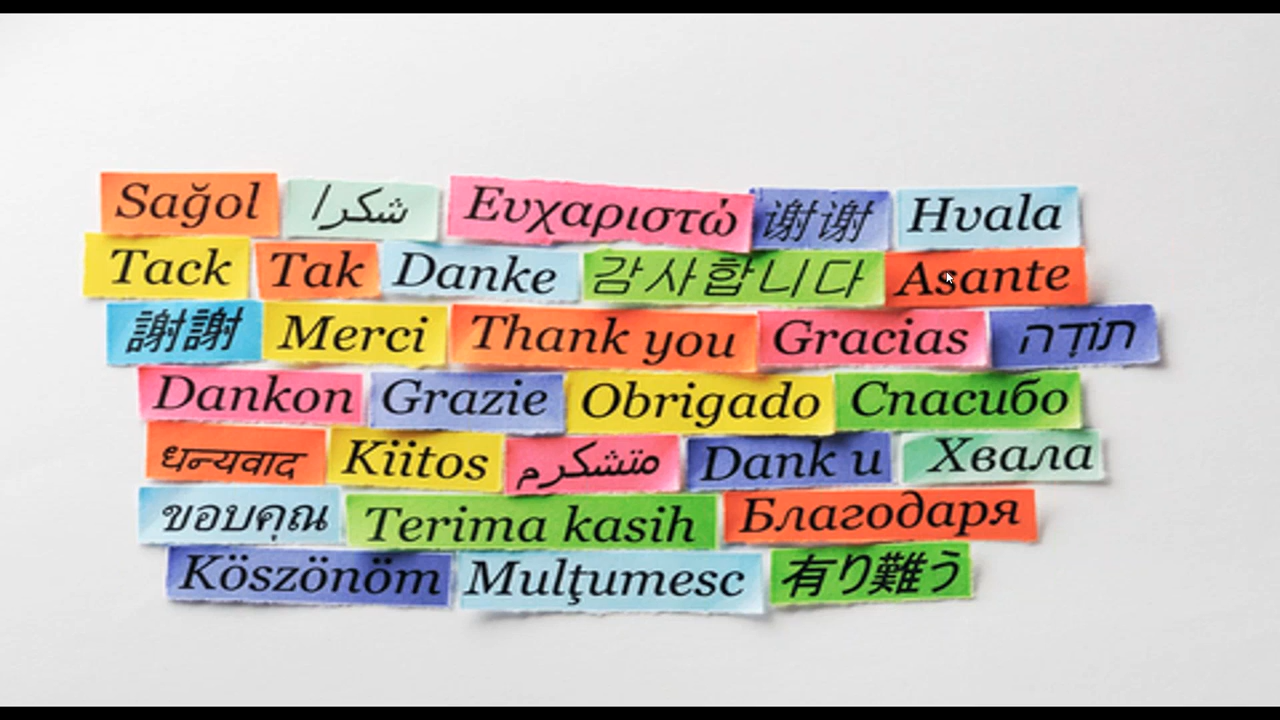 Sağol شكرا Ευχαριστώ 谢谢 Hvala
Tack Tak Danke 감사합니다 Asante
謝謝 Merci Thank you Gracias תּוֹדָה
Dankon Grazie Obrigado Спасибо
धन्यवाद Kiitos متشکرم Dank u Хвала
ขอบคุณ Terima kasih Благодаря
Köszönöm Mulţumesc 有り難う